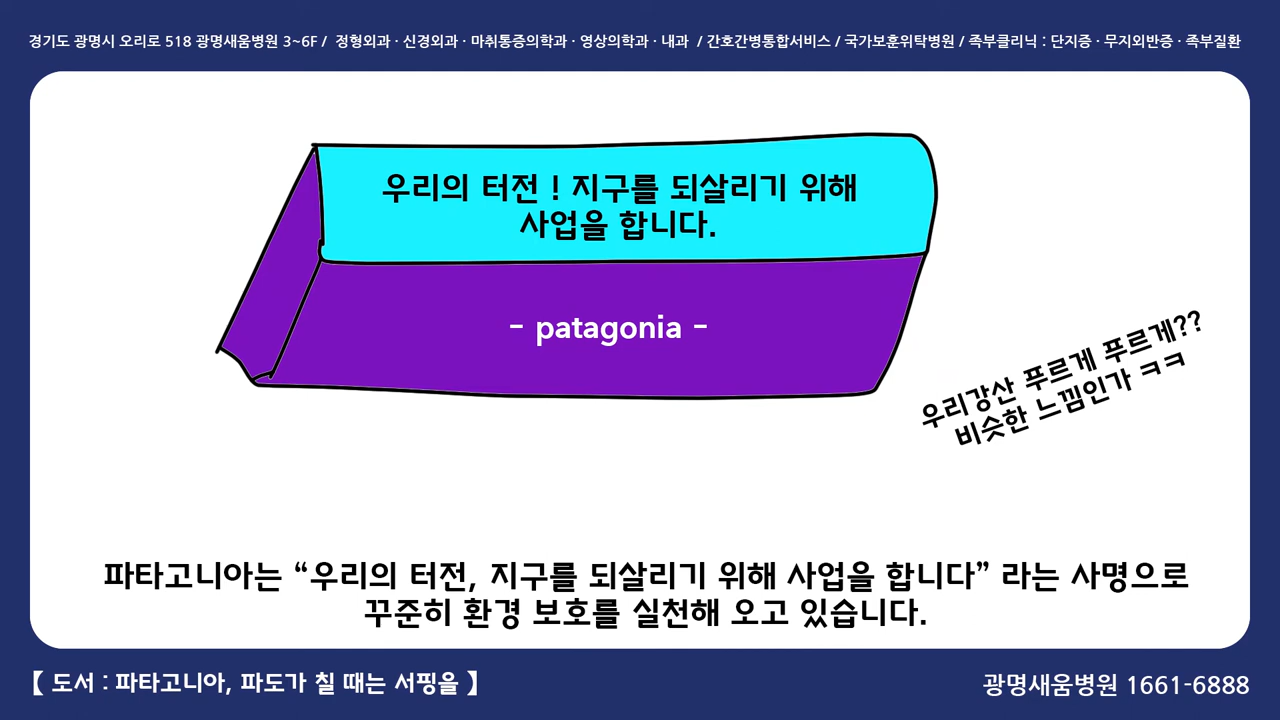 경기도 광명시 오리로 518 광명새움병원 3~6F / 정형외과 · 신경외과 · 마취통증의학과 · 영상의학과 · 내과 / 간호간병통합서비스 / 국가보훈위탁병원 / 족부클리닉 : 단지증 · 무지외반증 · 족부질환
우리의 터전 ! 지구를 되살리기 위해
사업을 합니다.
- patagonia -
우리강산 푸르게 푸르게??
비슷한 느낌인가 ㅋㅋ
파타고니아는 “우리의 터전, 지구를 되살리기 위해 사업을 합니다” 라는 사명으로
꾸준히 환경 보호를 실천해 오고 있습니다.
【 도서 : 파타고니아, 파도가 칠 때는 서핑을 】
광명새움병원 1661-6888